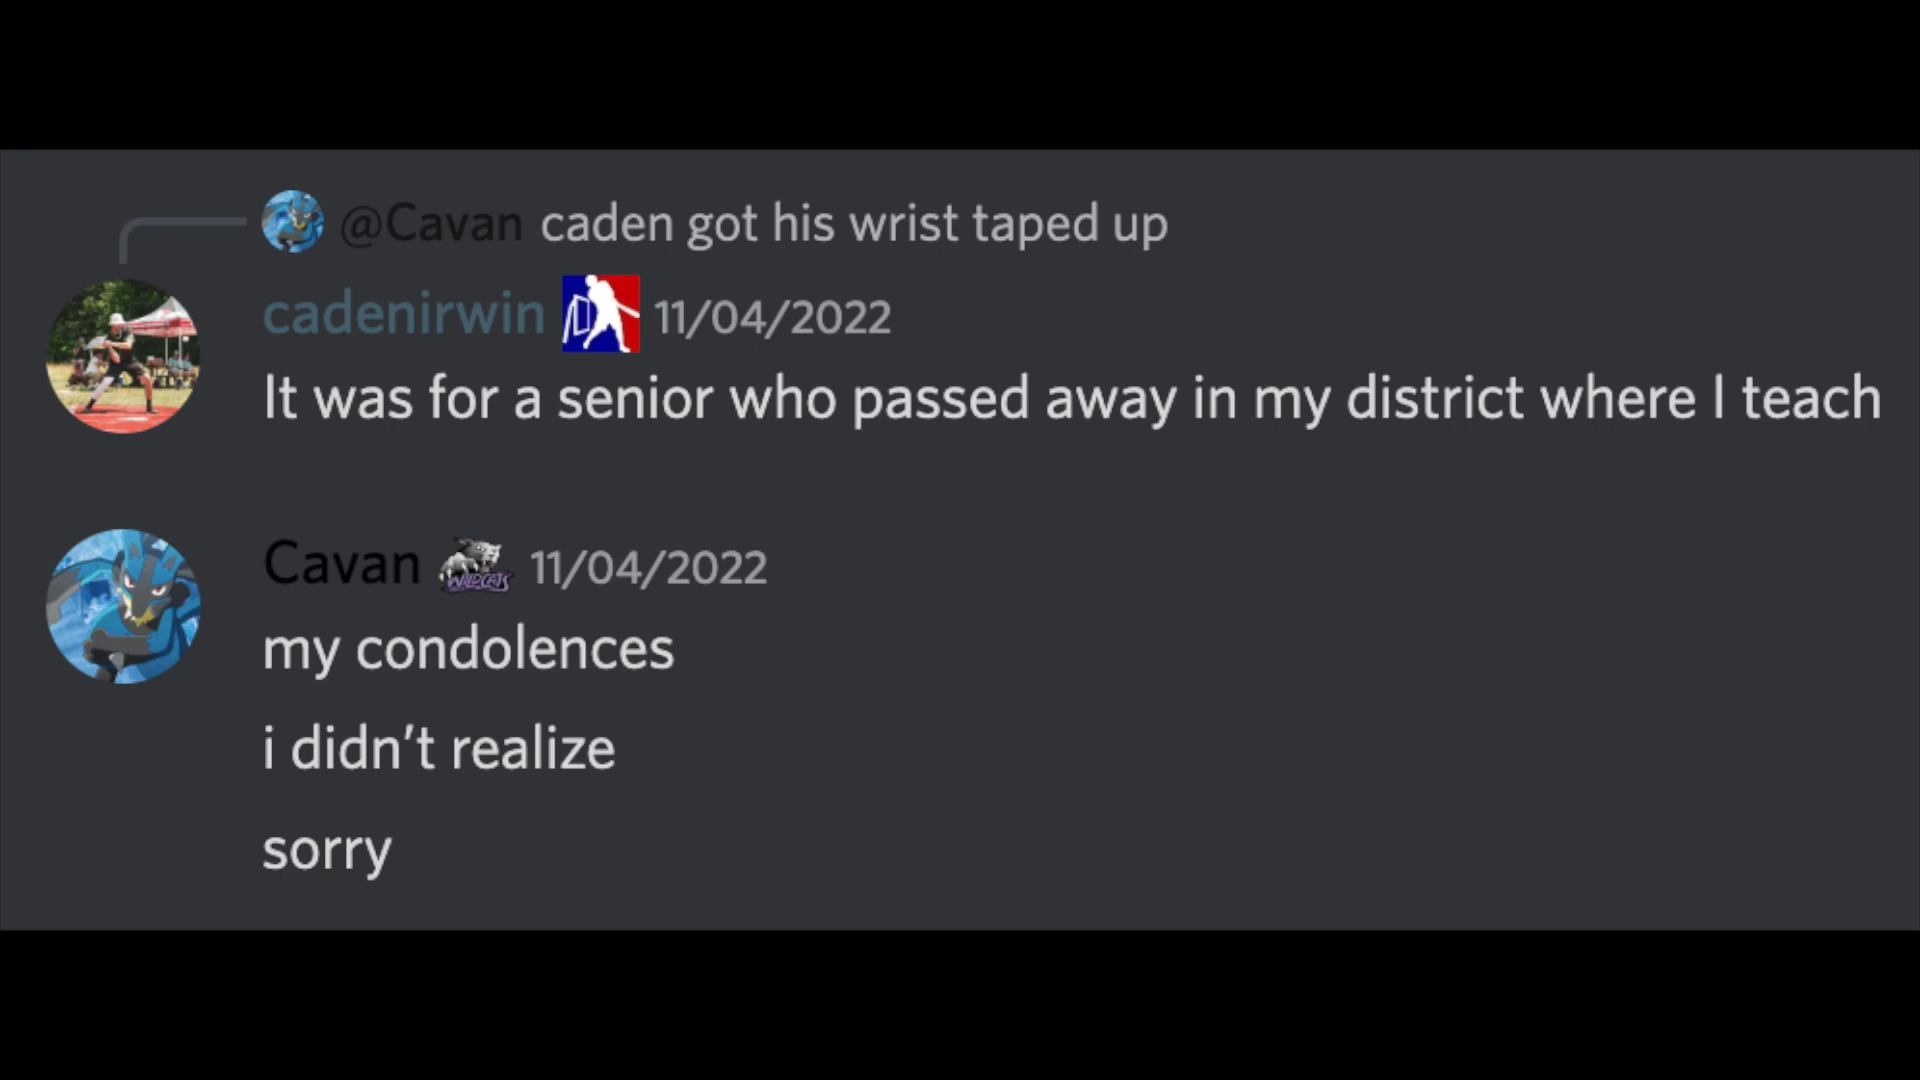 @Cavan caden got his wrist taped up
cadenirwin 11/04/2022
It was for a senior who passed away in my district where I teach
Cavan WILDCATS 11/04/2022
my condolences
i didn’t realize
sorry